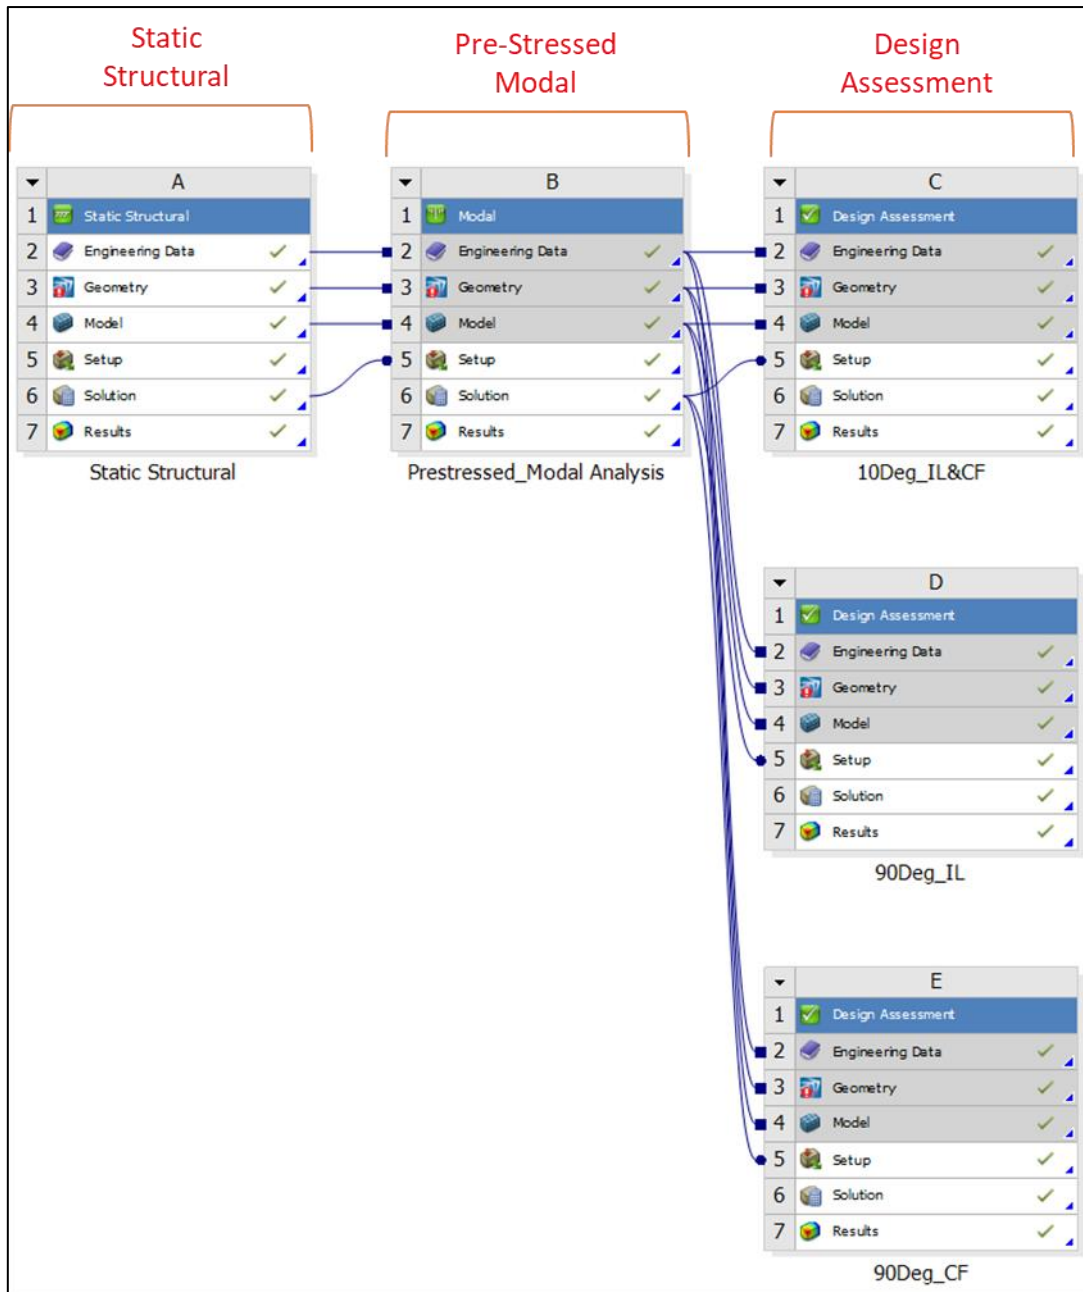 Static
Structural
Pre-Stressed
Modal
Design
Assessment
A
1 Static Structural
2 Engineering Data
3 Geometry
4 Model
5 Setup
6 Solution
7 Results
Static Structural
B
1 Modal
2 Engineering Data
3 Geometry
4 Model
5 Setup
6 Solution
7 Results
Prestressed_Modal Analysis
C
1 Design Assessment
2 Engineering Data
3 Geometry
4 Model
5 Setup
6 Solution
7 Results
10Deg_IL&CF
D
1 Design Assessment
2 Engineering Data
3 Geometry
4 Model
5 Setup
6 Solution
7 Results
90Deg_IL
E
1 Design Assessment
2 Engineering Data
3 Geometry
4 Model
5 Setup
6 Solution
7 Results
90Deg_CF